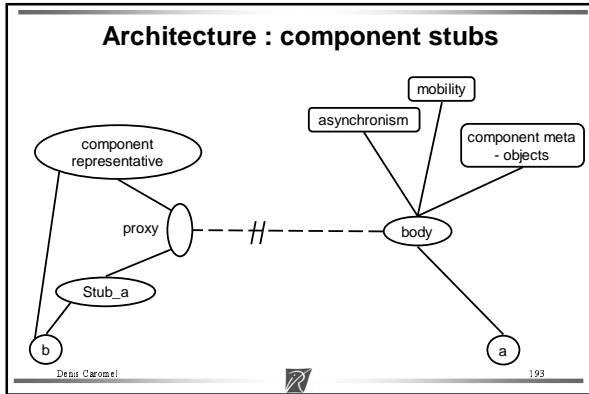 Architecture : component stubs
mobility
asynchronism
component
representative
component meta
- objects
proxy
body
Stub_a
b
a
Denis Caromel
193